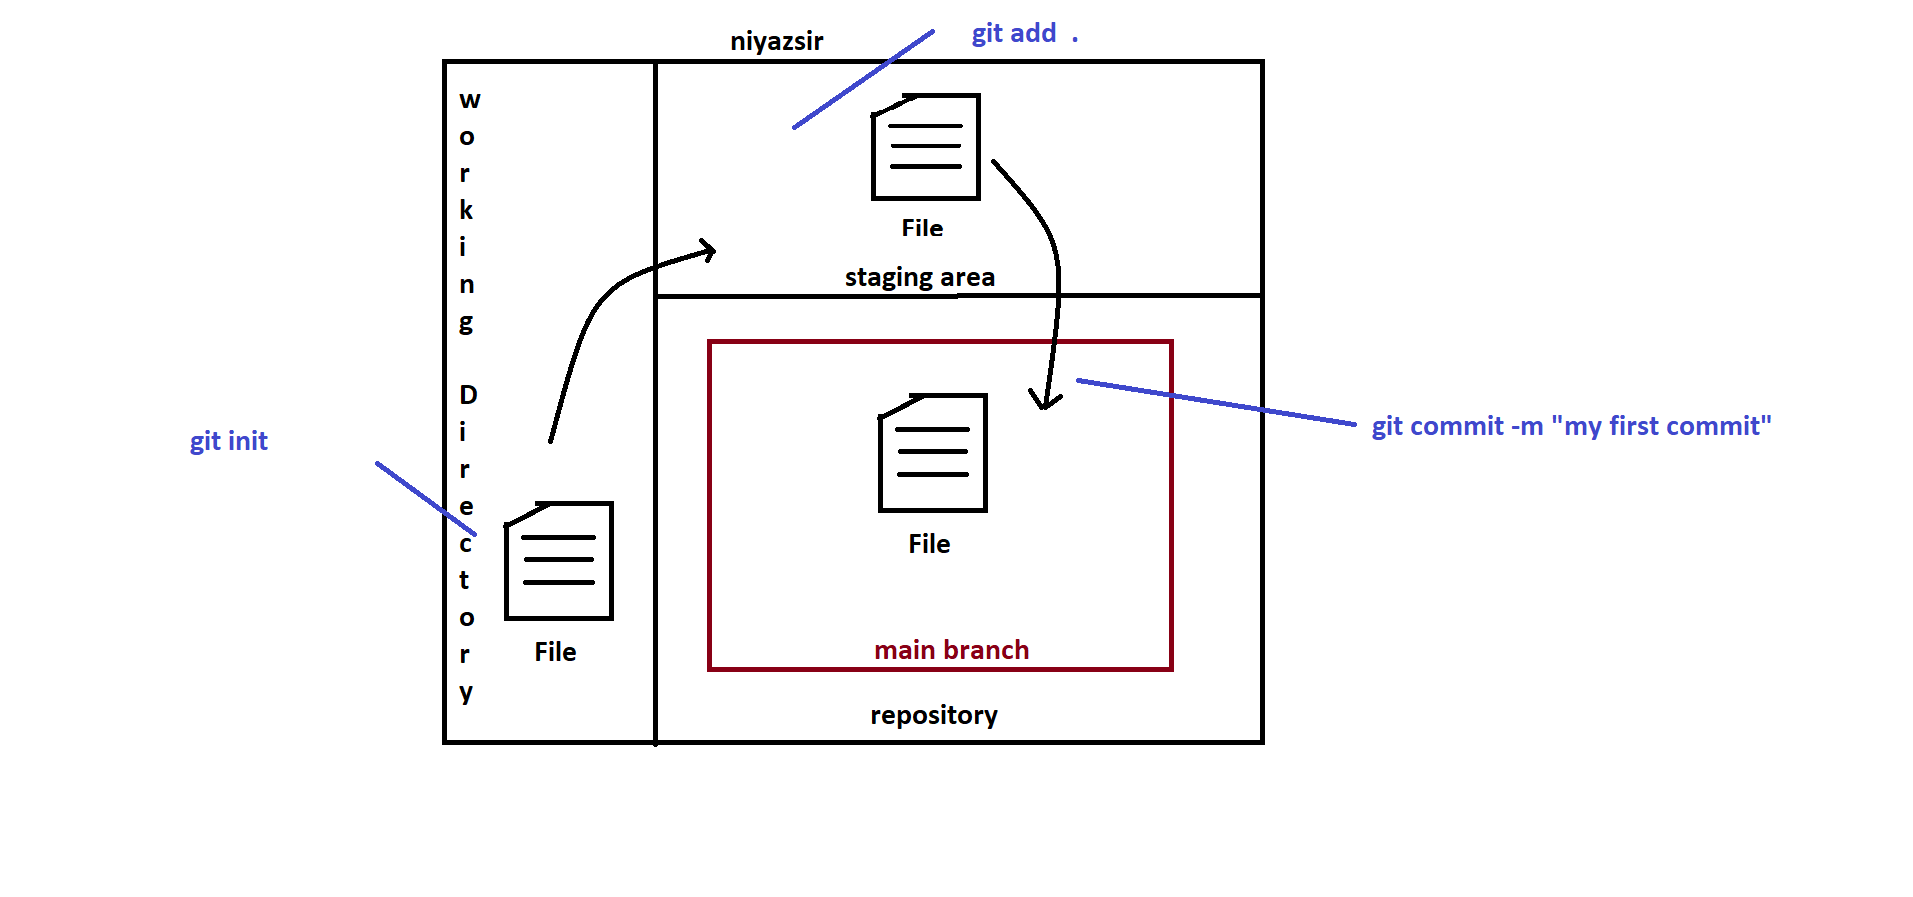 niyazsir
git add .
working Directory
File
staging area
git init
File
git commit -m "my first commit"
File
main branch
repository